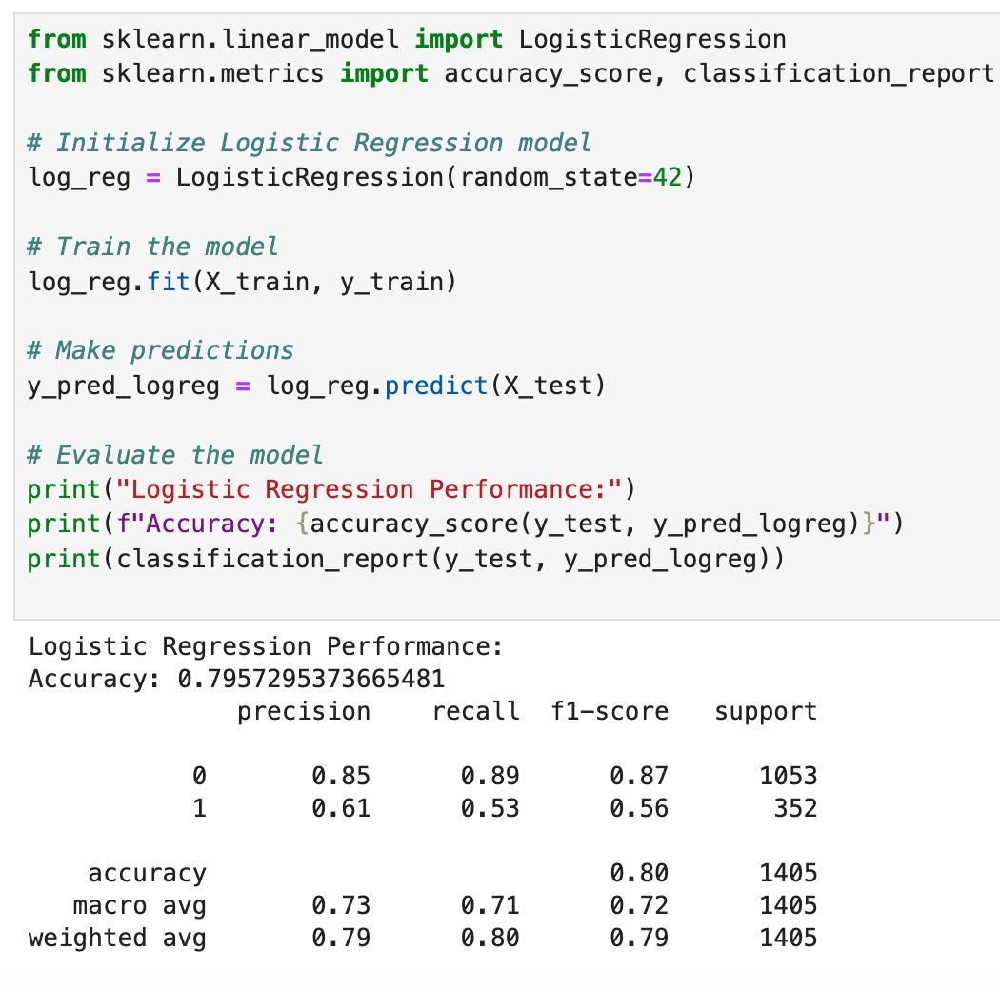 from sklearn.linear_model import LogisticRegression
from sklearn.metrics import accuracy_score, classification_report
# Initialize Logistic Regression model
log_reg = LogisticRegression(random_state=42)
# Train the model
log_reg.fit(X_train, y_train)
# Make predictions
y_pred_logreg = log_reg.predict(X_test)
# Evaluate the model
print("Logistic Regression Performance:")
print(f"Accuracy: {accuracy_score(y_test, y_pred_logreg)}")
print(classification_report(y_test, y_pred_logreg))
Logistic Regression Performance:
Accuracy: 0.7957295373665481
precision recall f1-score support
0 0.85 0.89 0.87 1053
1 0.61 0.53 0.56 352
accuracy 0.80 1405
macro avg 0.73 0.71 0.72 1405
weighted avg 0.79 0.80 0.79 1405